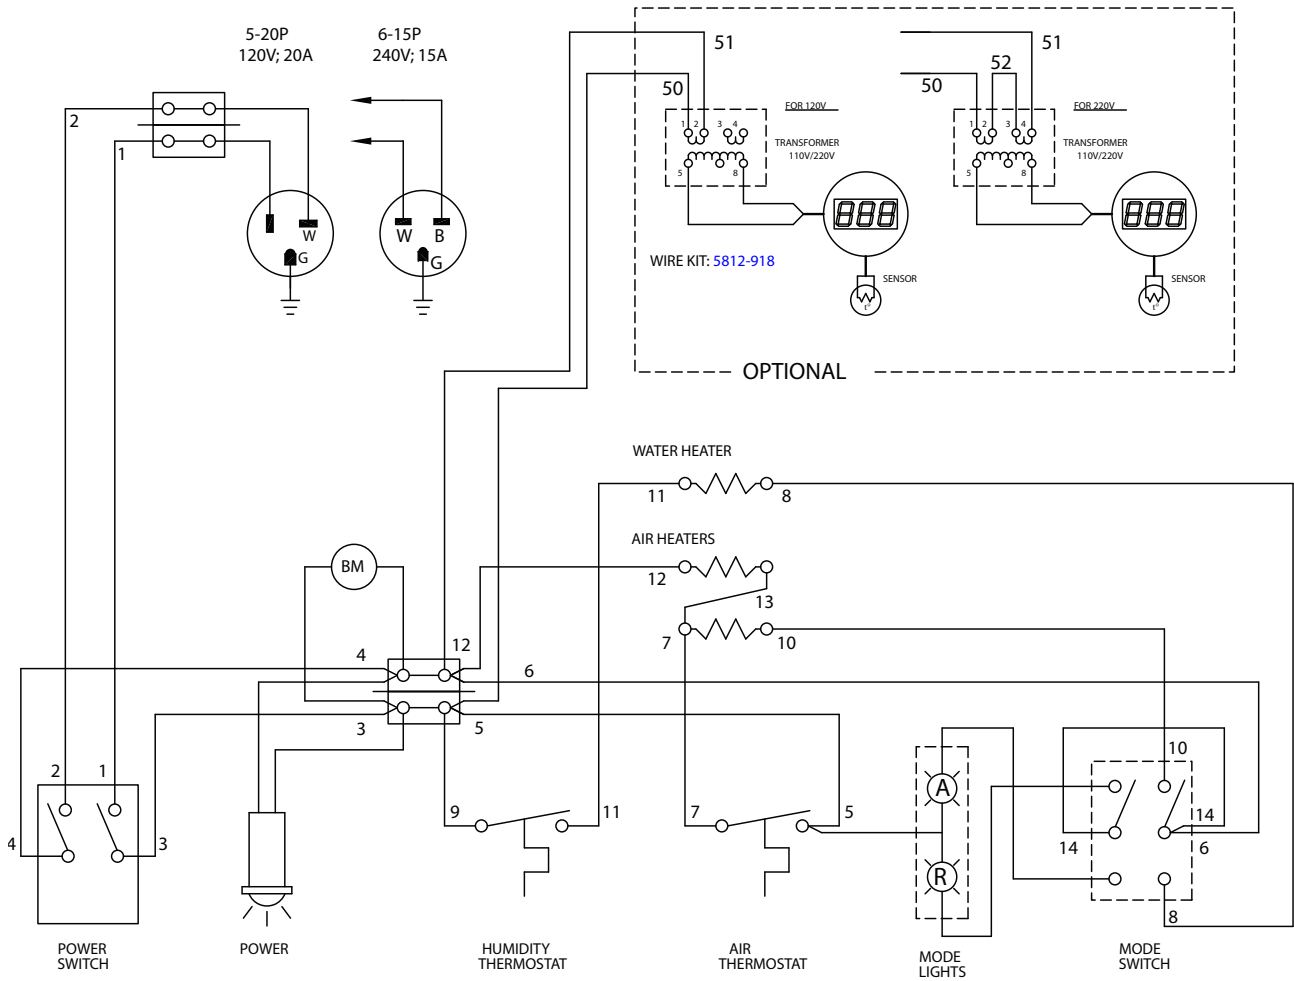 5-20P
120V; 20A
6-15P
240V; 15A
51
50
FOR 120V
1 2 3 4
TRANSFORMER
110V/220V
5 8
51
52
50
FOR 220V
1 2 3 4
TRANSFORMER
110V/220V
5 8
2
1
W
G
W B
G
WIRE KIT: 5812-918
SENSOR
t°
SENSOR
t°
OPTIONAL
WATER HEATER
11 8
AIR HEATERS
12
13
7 10
BM
4 12
6
3 5
2 1
4 3
9 11
7 5
A
R
10
14
14 6
8
POWER
SWITCH
POWER
HUMIDITY
THERMOSTAT
AIR
THERMOSTAT
MODE
LIGHTS
MODE
SWITCH